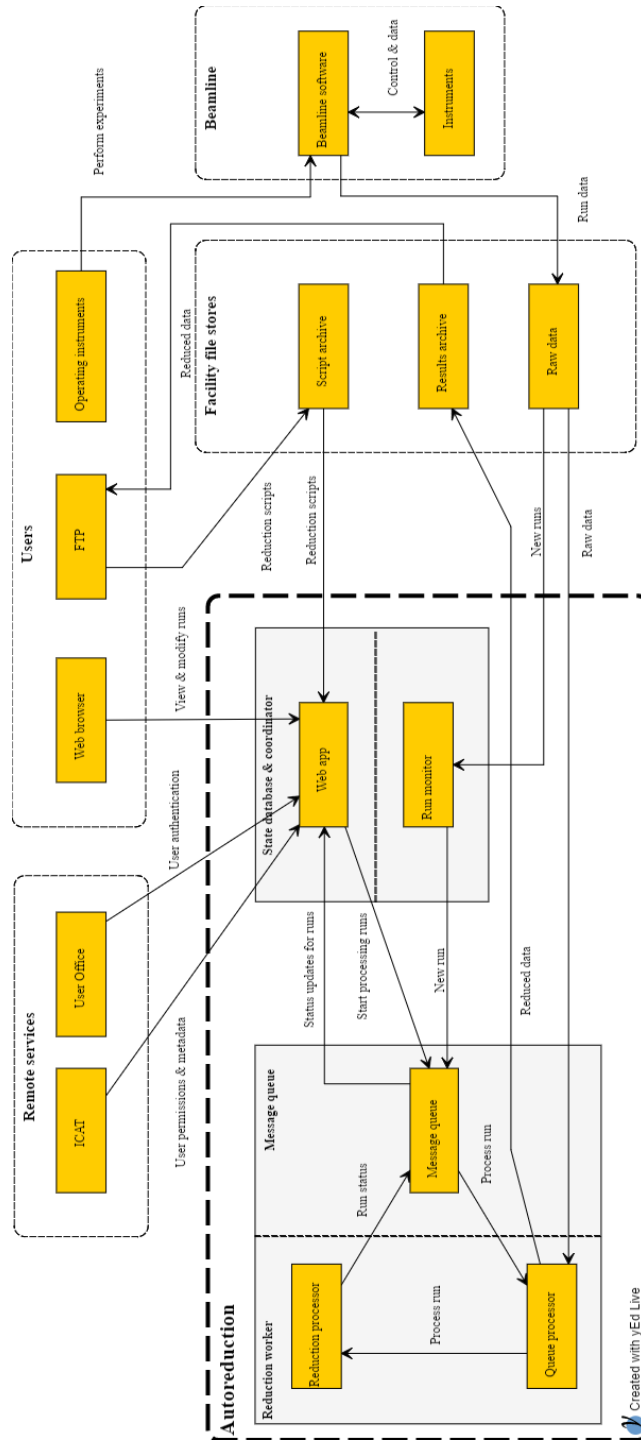 Remote services
ICAT
User Office
Users
Web browser
FTP
Operating instruments
User permissions & metadata
User authentication
View & modify runs
Reduction scripts
Reduced data
Perform experiments
Autoreduction
Reduction worker
Reduction processor
Queue processor
Process run
Run status
Message queue
Message queue
Process run
Status updates for runs
Start processing runs
New run
Reduced data
State database & coordinator
Web app
Run monitor
Reduction scripts
New runs
Raw data
Facility file stores
Script archive
Results archive
Raw data
Run data
Beamline
Beamline software
Control & data
Instruments
Created with yEd Live